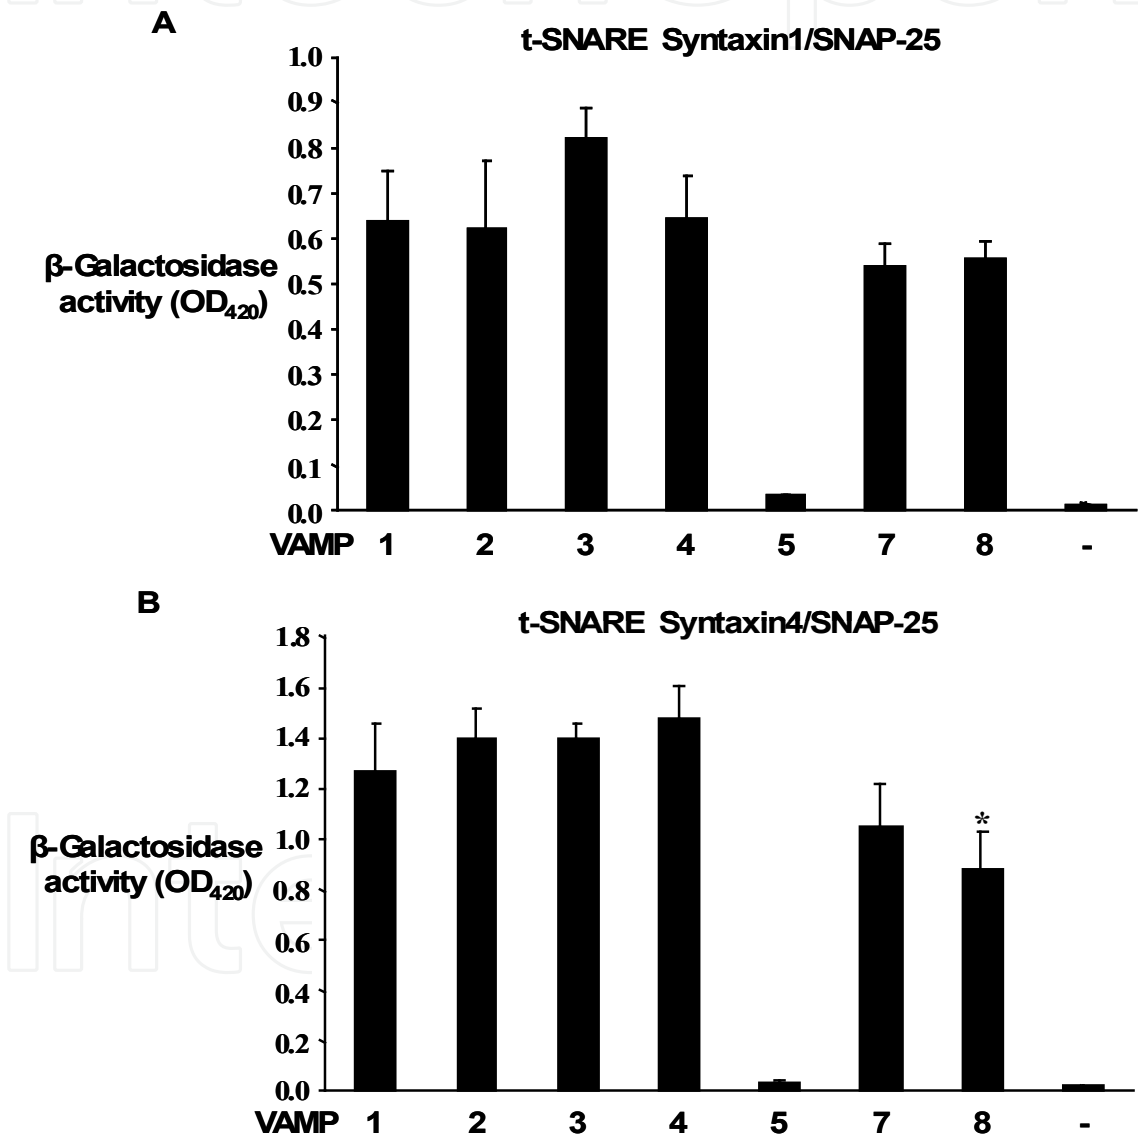 A
t-SNARE Syntaxin1/SNAP-25
1.0
0.9
0.8
0.7
0.6
0.5
0.4
0.3
0.2
0.1
0.0
β-Galactosidase
activity (OD420)
VAMP 1 2 3 4 5 7 8 -
B
t-SNARE Syntaxin4/SNAP-25
1.8
1.6
1.4
1.2
1.0
0.8
0.6
0.4
0.2
0.0
β-Galactosidase
activity (OD420)
*
VAMP 1 2 3 4 5 7 8 -
Inte